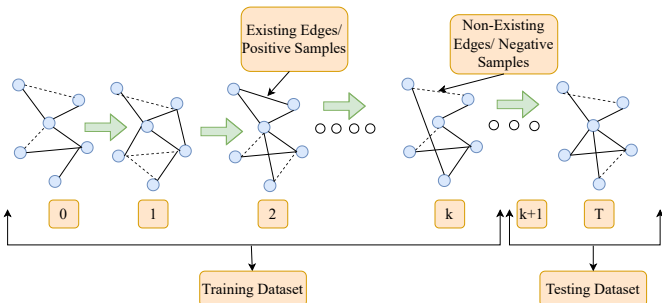 Existing Edges/
Positive Samples
Non-Existing
Edges/ Negative
Samples
0
1
2
k
k+1
T
Training Dataset
Testing Dataset